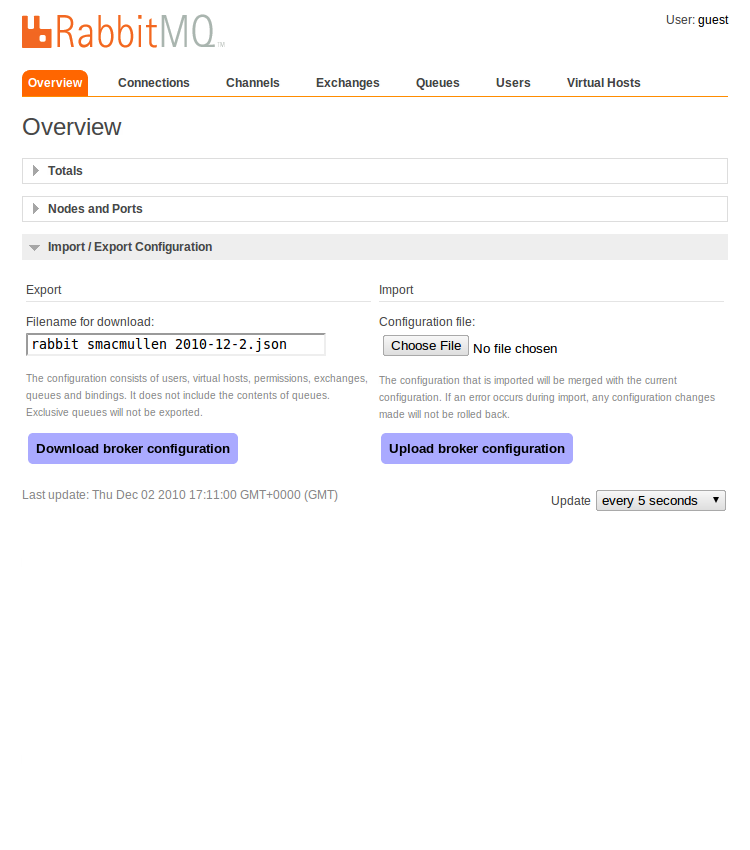 RabbitMQ™
User: guest
Overview Connections Channels Exchanges Queues Users Virtual Hosts
Overview
Totals
Nodes and Ports
Import / Export Configuration
Export
Filename for download:
rabbit smacmullen 2010-12-2.json
The configuration consists of users, virtual hosts, permissions, exchanges,
queues and bindings. It does not include the contents of queues.
Exclusive queues will not be exported.
Download broker configuration
Import
Configuration file:
Choose File No file chosen
The configuration that is imported will be merged with the current
configuration. If an error occurs during import, any configuration changes
made will not be rolled back.
Upload broker configuration
Last update: Thu Dec 02 2010 17:11:00 GMT+0000 (GMT)
Update every 5 seconds